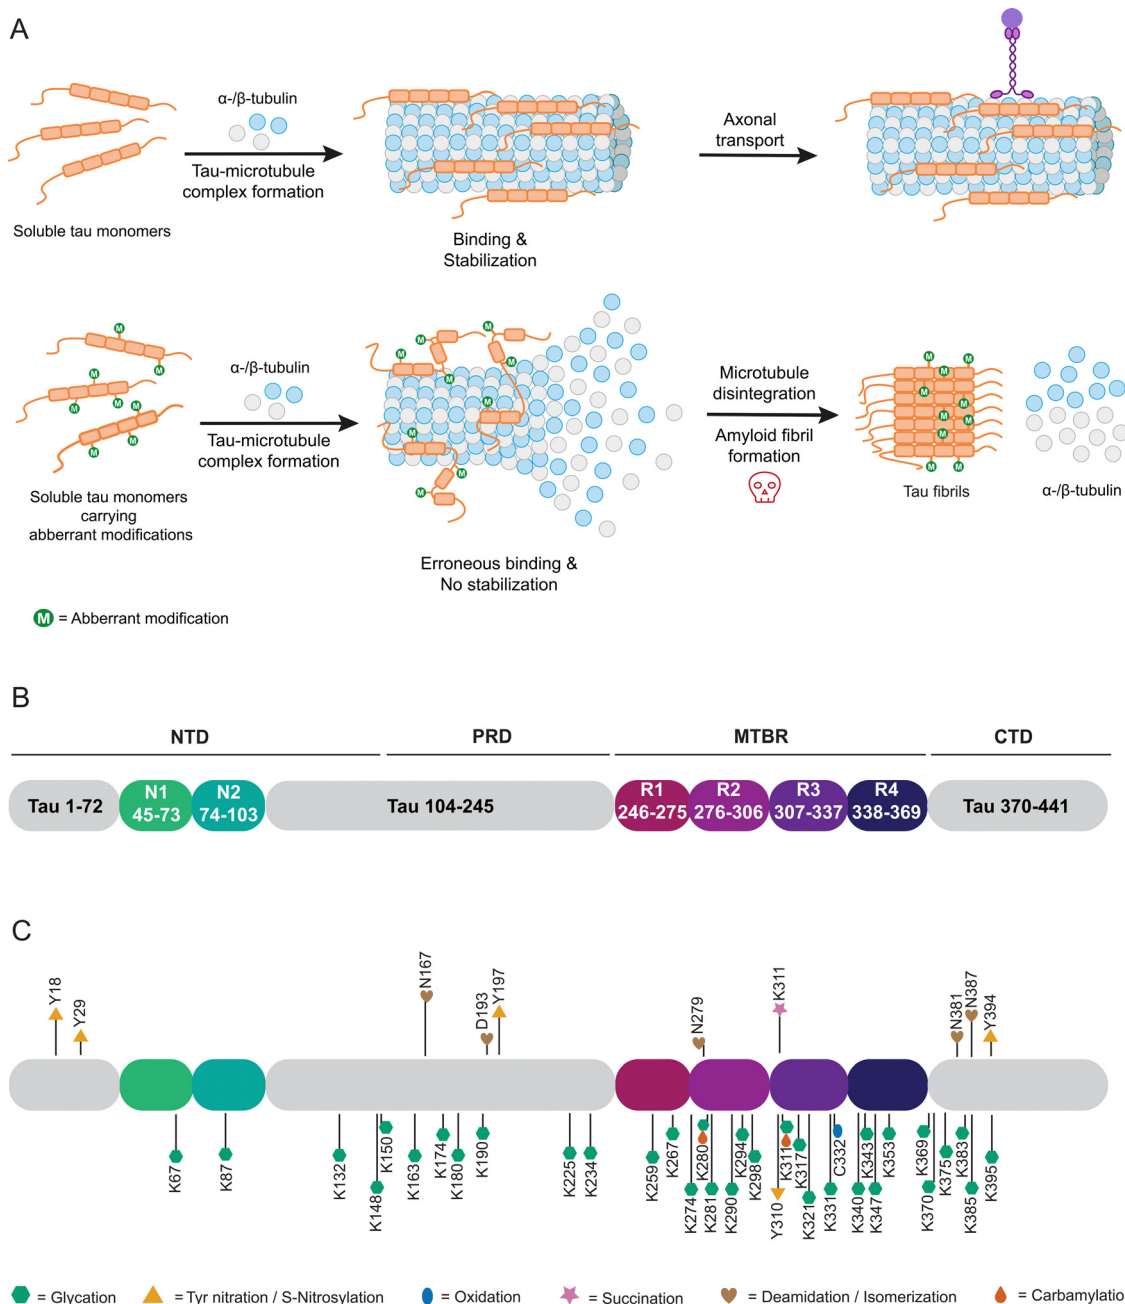 A
α-/β-tubulin
Tau-microtubule
complex formation
Soluble tau monomers
Binding &
Stabilization
Axonal
transport
M
M
M
M
M
M
M
M
α-/β-tubulin
Tau-microtubule
complex formation
Soluble tau monomers
carrying
abberrant modifications
M
M
M
M
M
M
M
M
M
Erroneous binding &
No stabilization
Microtubule
disintegration
Amyloid fibril
formation
M
M
M
M
M
M
M
M
M
M
Tau fibrils
α-/β-tubulin
M = Abberrant modification
B
NTD
PRD
MTBR
CTD
Tau 1-72
N1
45-73
N2
74-103
Tau 104-245
R1
246-275
R2
276-306
R3
307-337
R4
338-369
Tau 370-441
C
Y18
Y29
N167
D193
Y197
N279
K311
N381
N387
Y394
K67
K87
K132
K148
K150
K163
K174
K180
K190
K225
K234
K259
K267
K274
K280
K281
K290
K294
K298
Y310
K311
K317
K321
K331
C332
K340
K343
K347
K353
K369
K370
K375
K383
K385
K395
= Glycation
= Tyr nitration / S-Nitrosylation
= Oxidation
= Succination
= Deamidation / Isomerization
= Carbamylatio